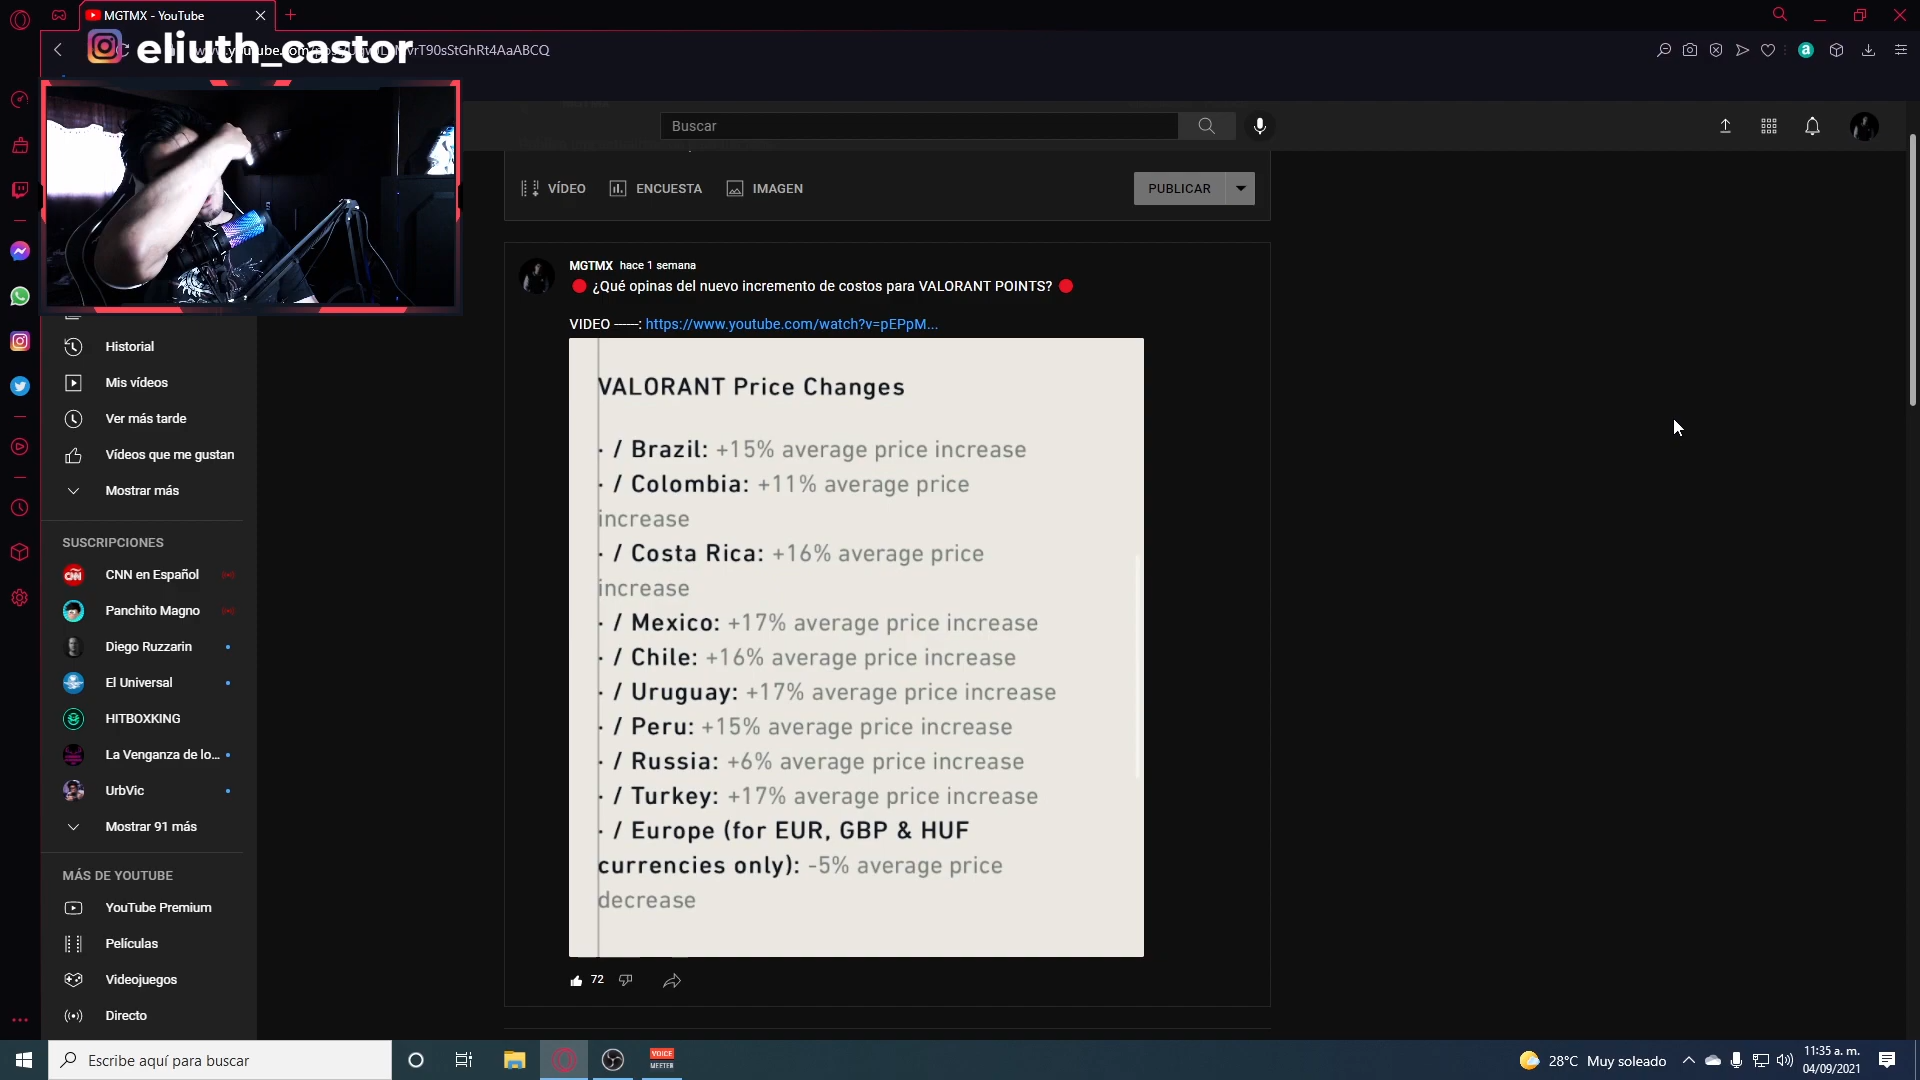 MGTMX - YouTube
eliuth_castor
vrT90sStGhRt4AaABCQ
Buscar
VÍDEO
ENCUESTA
IMAGEN
PUBLICAR
MGTMX hace 1 semana
¿Qué opinas del nuevo incremento de costos para VALORANT POINTS?
VIDEO -----: https://www.youtube.com/watch?v=pEPpM...
VALORANT Price Changes
· / Brazil: +15% average price increase
· / Colombia: +11% average price
increase
· / Costa Rica: +16% average price
increase
· / Mexico: +17% average price increase
· / Chile: +16% average price increase
· / Uruguay: +17% average price increase
· / Peru: +15% average price increase
· / Russia: +6% average price increase
· / Turkey: +17% average price increase
· / Europe (for EUR, GBP & HUF
currencies only): -5% average price
decrease
72
Historial
Mis vídeos
Ver más tarde
Vídeos que me gustan
Mostrar más
SUSCRIPCIONES
CNN en Español
Panchito Magno
Diego Ruzzarin
El Universal
HITBOXKING
La Venganza de lo...
UrbVic
Mostrar 91 más
MÁS DE YOUTUBE
YouTube Premium
Películas
Videojuegos
Directo
Escribe aquí para buscar
VOICE
MEETER
28°C Muy soleado
11:35 a. m.
04/09/2021